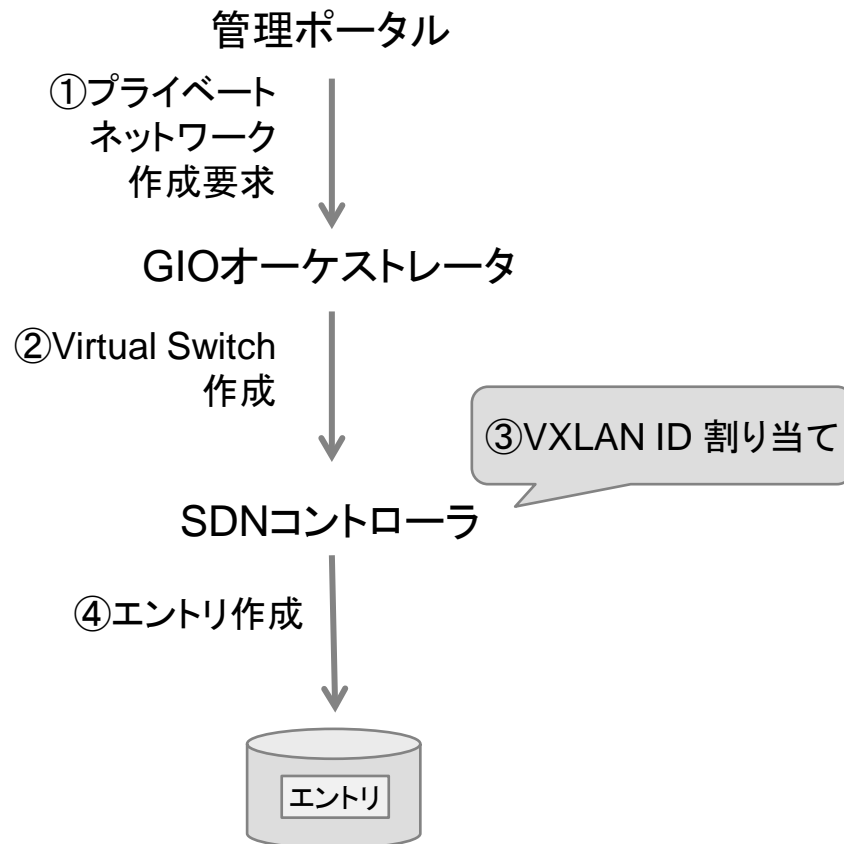 管理ポータル
①プライベート
ネットワーク
作成要求
GIOオーケストレータ
②Virtual Switch
作成
③VXLAN ID 割り当て
SDNコントローラ
④エントリ作成
エントリ